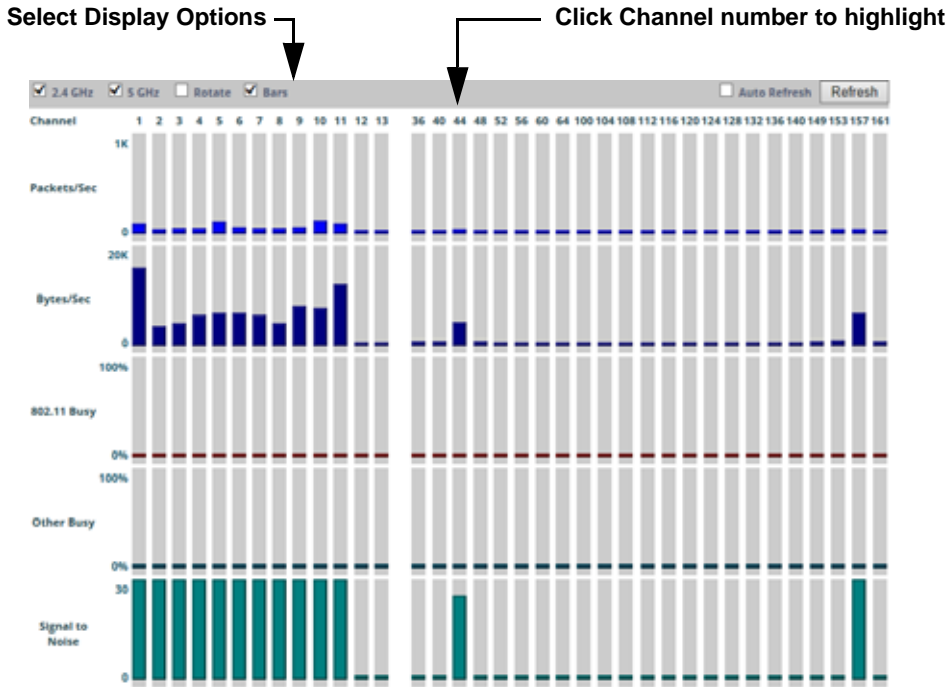 Select Display Options
Click Channel number to highlight
2.4 GHz 5 GHz Rotate Bars Auto Refresh Refresh
Channel 1 2 3 4 5 6 7 8 9 10 11 12 13 36 40 44 48 52 56 60 64 100 104 108 112 116 120 124 128 132 136 140 149 153 157 161
1K
Packets/Sec
0
20K
Bytes/Sec
0
100%
802.11 Busy
0%
100%
Other Busy
0%
30
Signal to
Noise
0